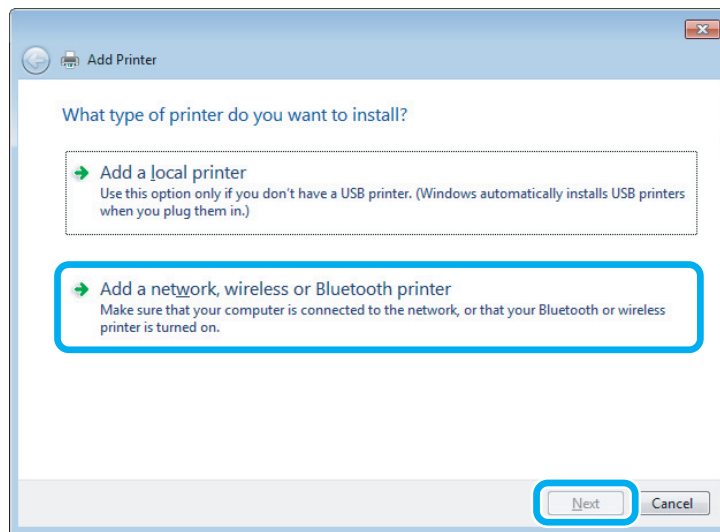 Add Printer
What type of printer do you want to install?
Add a local printer
Use this option only if you don't have a USB printer. (Windows automatically installs USB printers
when you plug them in.)
Add a network, wireless or Bluetooth printer
Make sure that your computer is connected to the network, or that your Bluetooth or wireless
printer is turned on.
Next Cancel